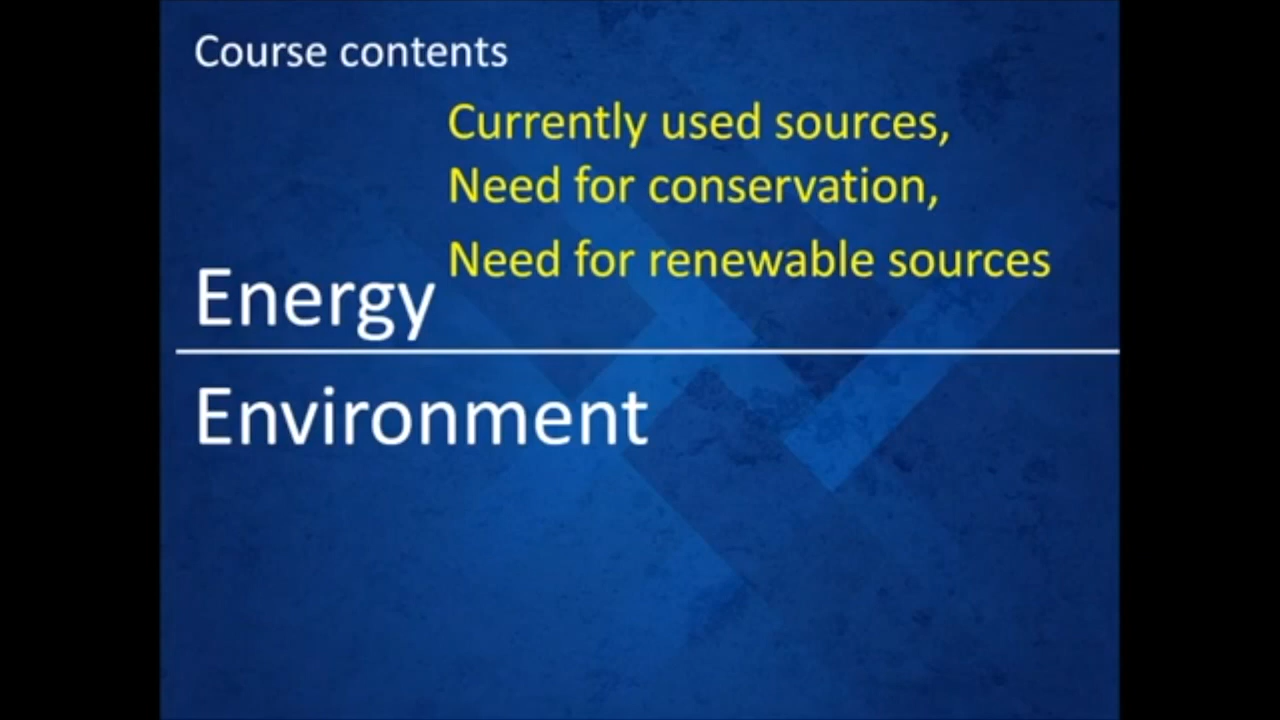 Course contents
Currently used sources,
Need for conservation,
Need for renewable sources
Energy
Environment